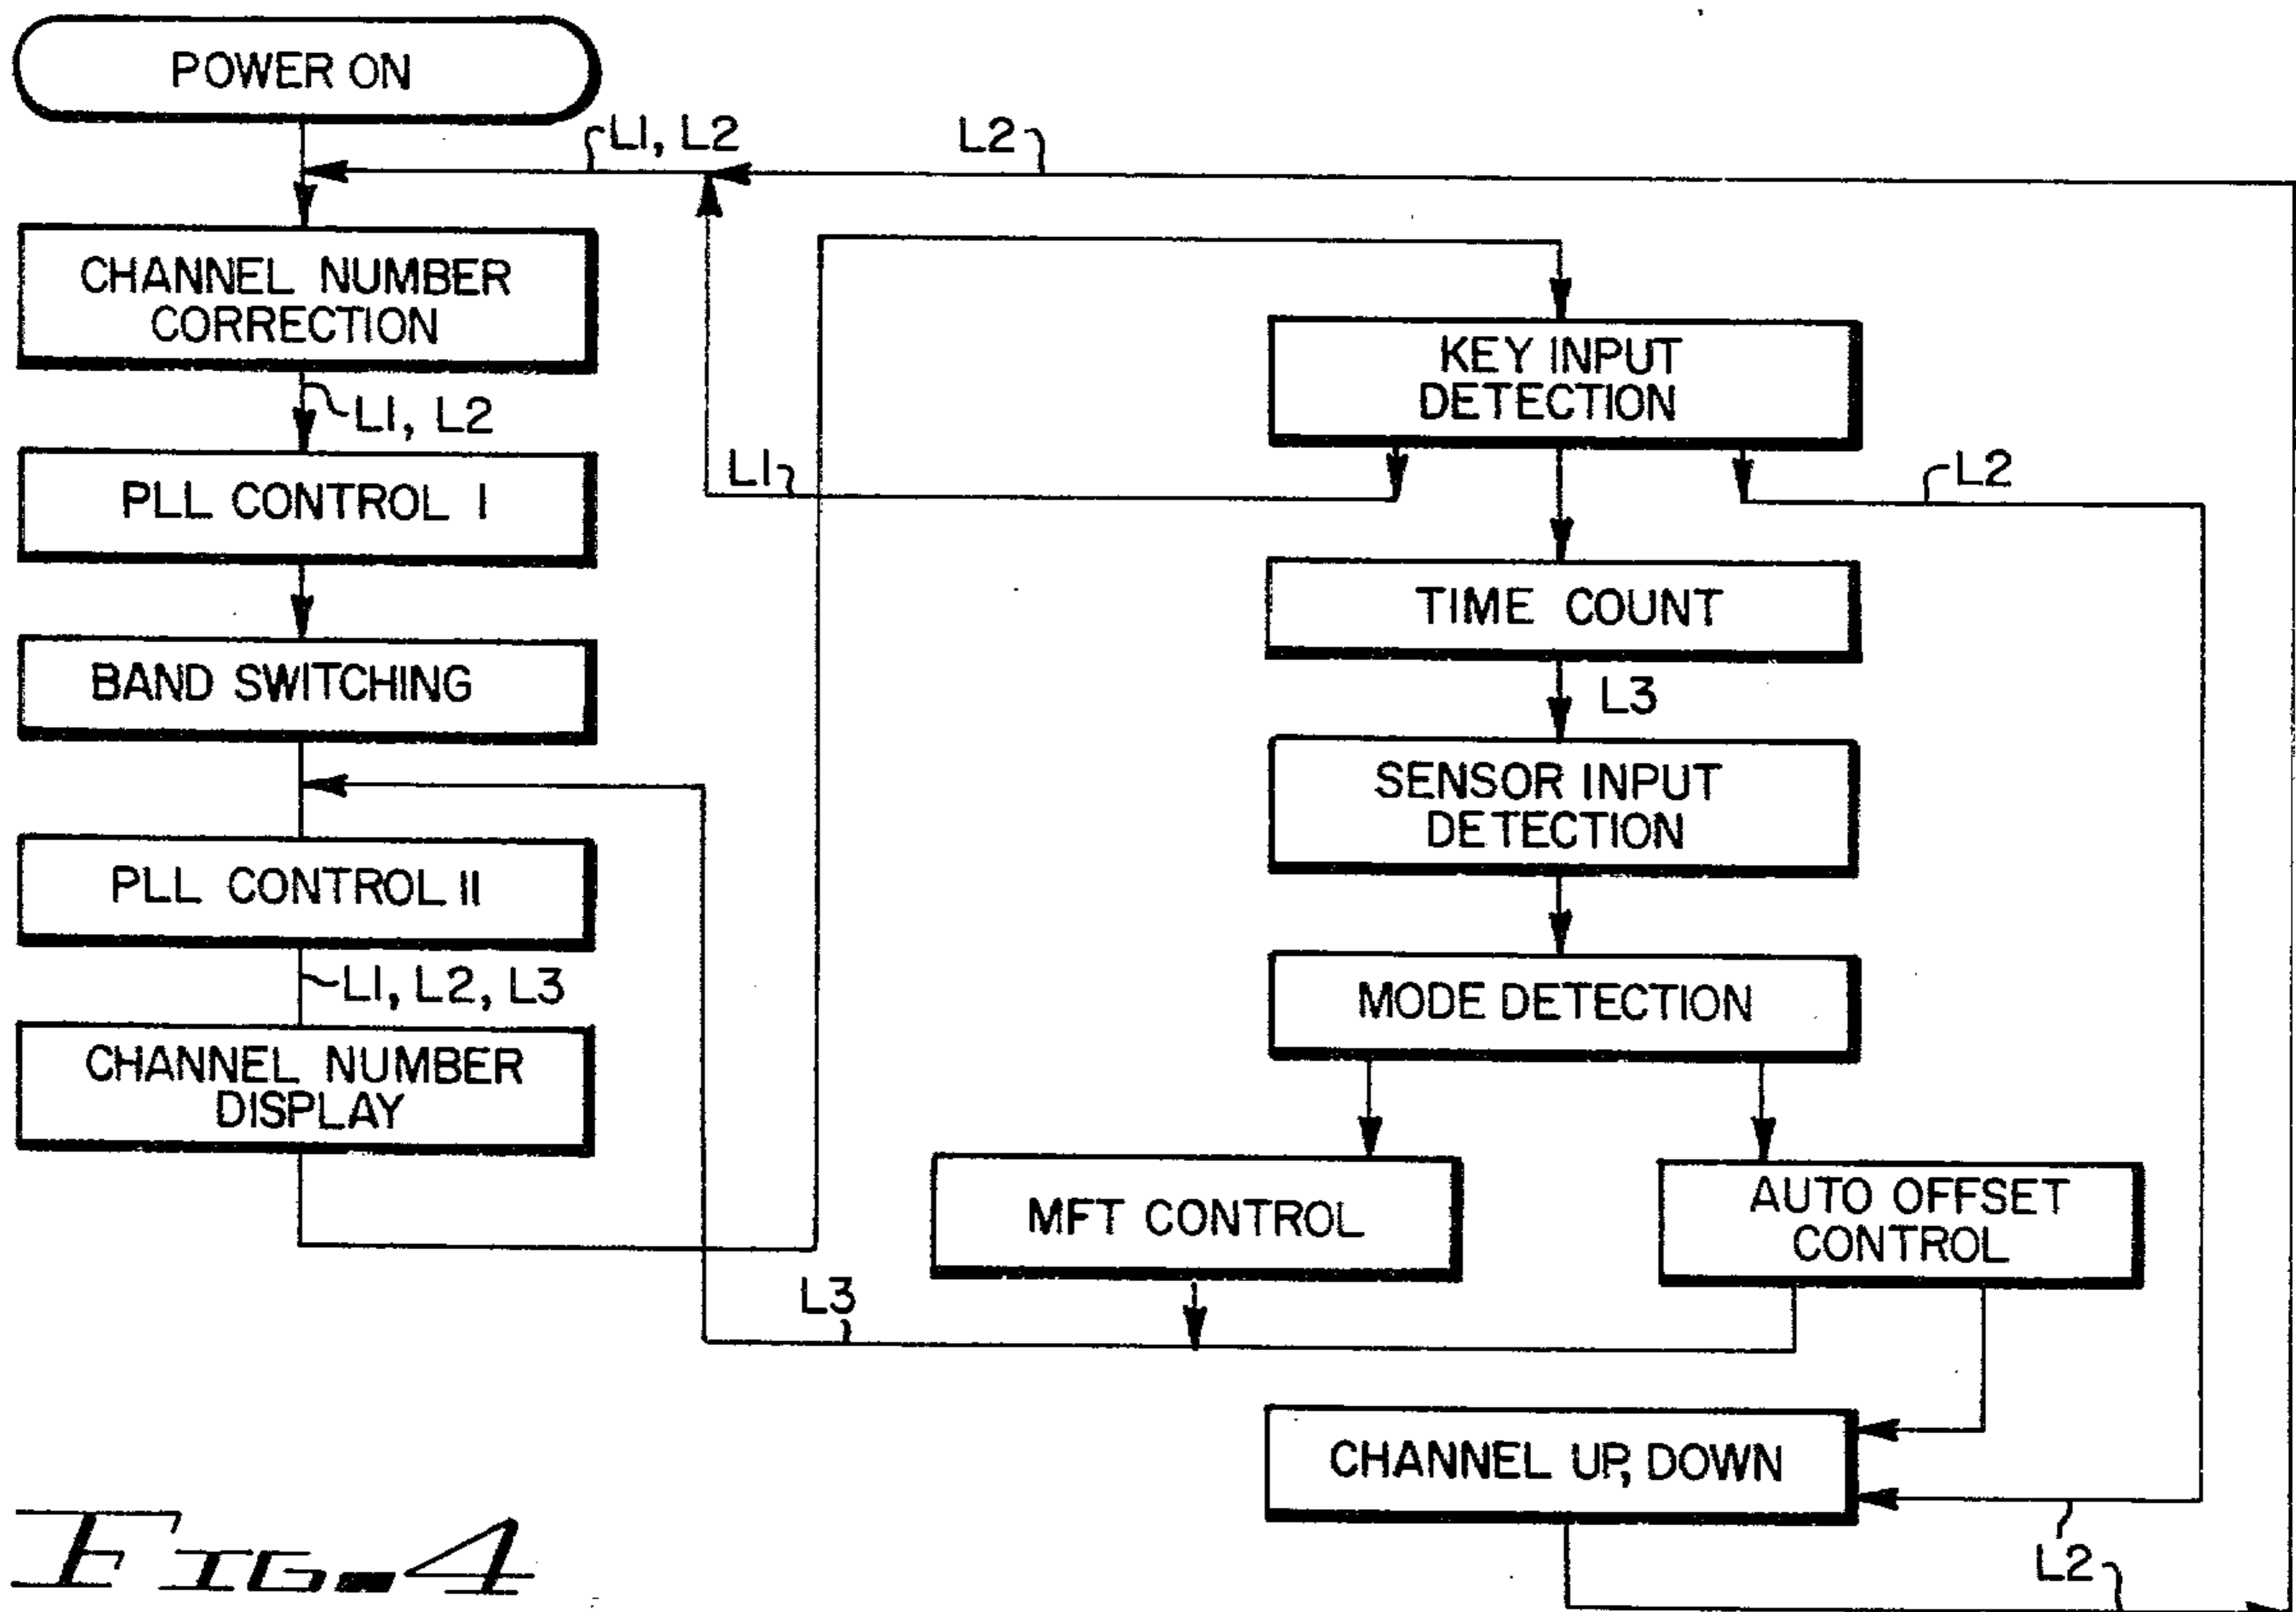 POWER ON
L1, L2
L2
CHANNEL NUMBER
CORRECTION
L1, L2
PLL CONTROL I
BAND SWITCHING
PLL CONTROL II
L1, L2, L3
CHANNEL NUMBER
DISPLAY
KEY INPUT
DETECTION
L1
L2
TIME COUNT
L3
SENSOR INPUT
DETECTION
MODE DETECTION
MFT CONTROL
AUTO OFFSET
CONTROL
L3
CHANNEL UP, DOWN
L2
FIG-4